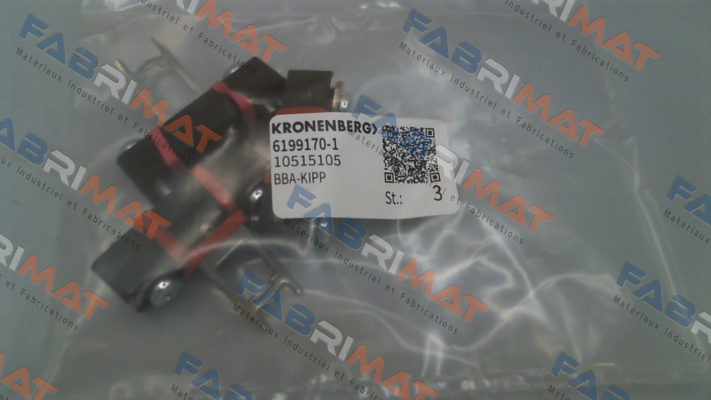 KRONENBERG
6199170-1
10515105
BBA-KIPP
St.: 3
FABRIMAT
Materiaux Industriel et Fabrications